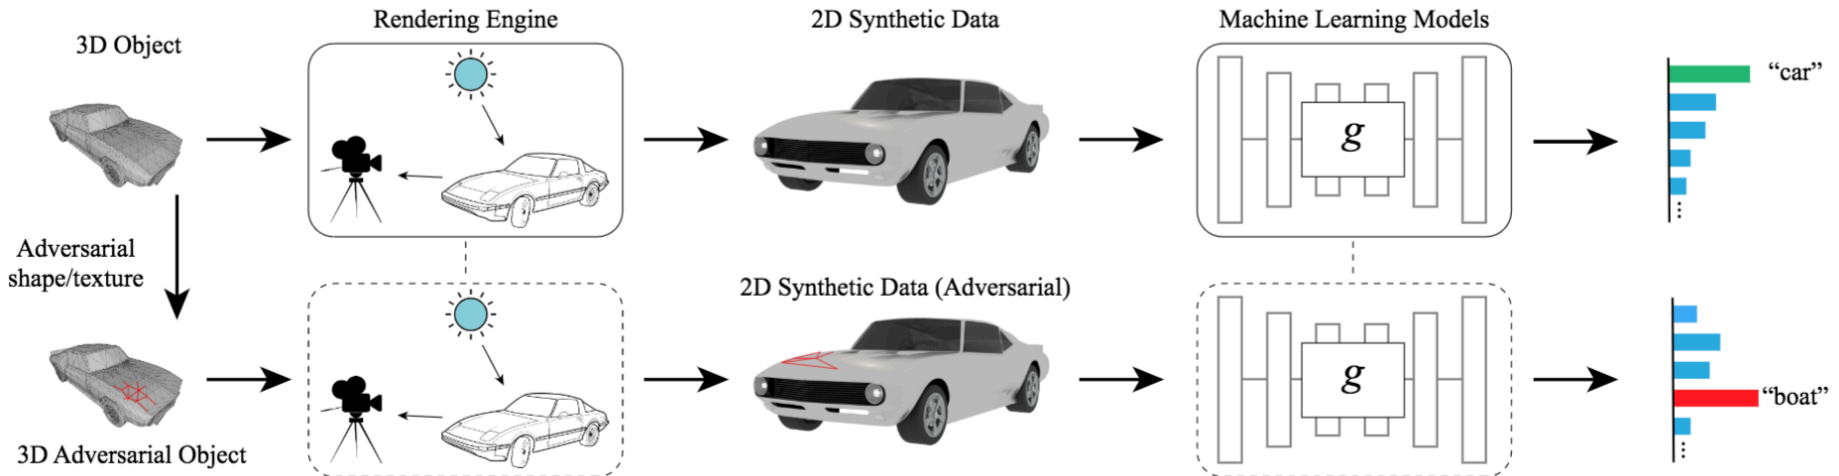 3D Object
Rendering Engine
2D Synthetic Data
Machine Learning Models
g
“car”
Adversarial
shape/texture
2D Synthetic Data (Adversarial)
g
“boat”
3D Adversarial Object